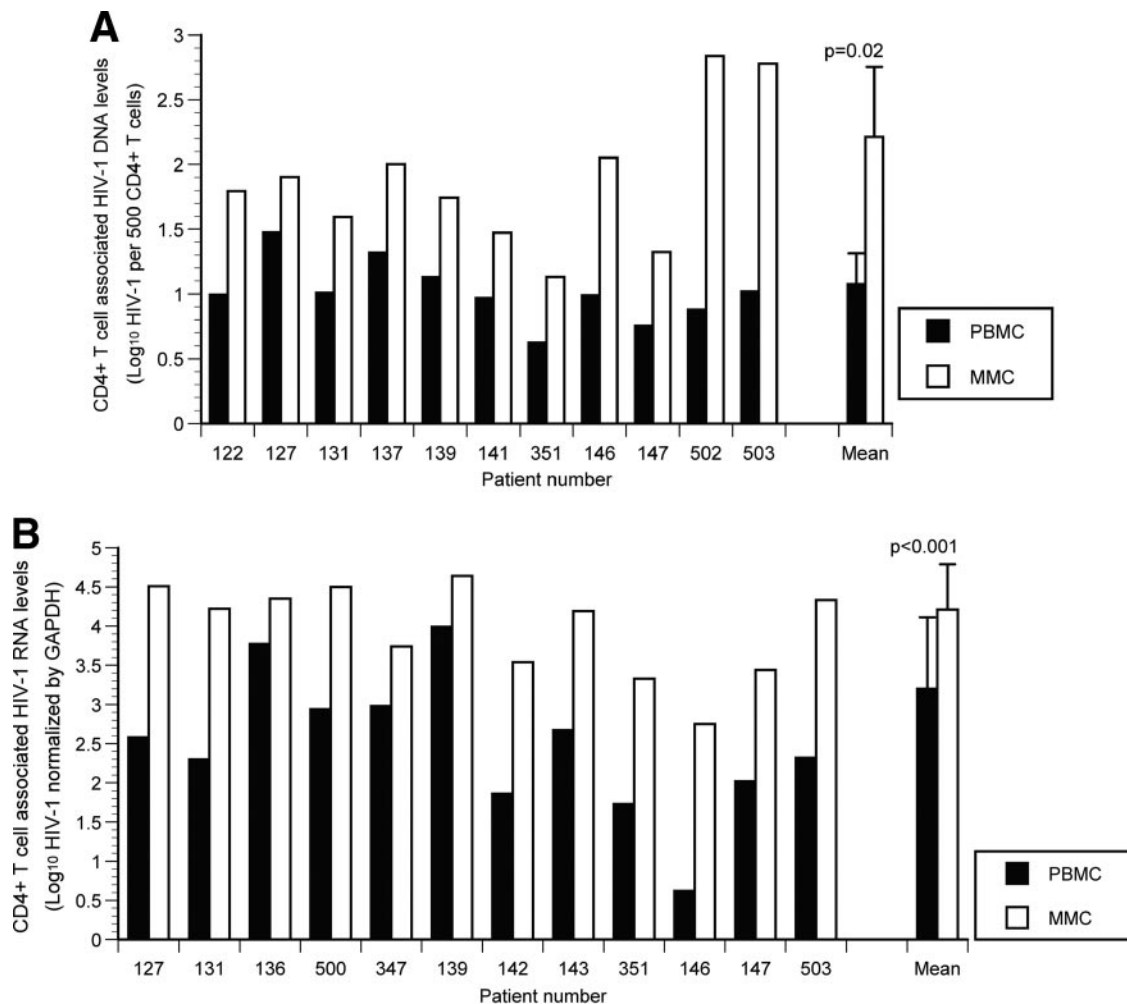 A
CD4+ T cell associated HIV-1 DNA levels
(Log10 HIV-1 per 500 CD4+ T cells)
3
2.5
2
1.5
1
0.5
0
p=0.02
122 127 131 137 139 141 351 146 147 502 503 Mean
Patient number
PBMC
MMC
B
CD4+ T cell associated HIV-1 RNA levels
(Log10 HIV-1 normalized by GAPDH)
5
4.5
4
3.5
3
2.5
2
1.5
1
0.5
0
p<0.001
127 131 136 500 347 139 142 143 351 146 147 503 Mean
Patient number
PBMC
MMC